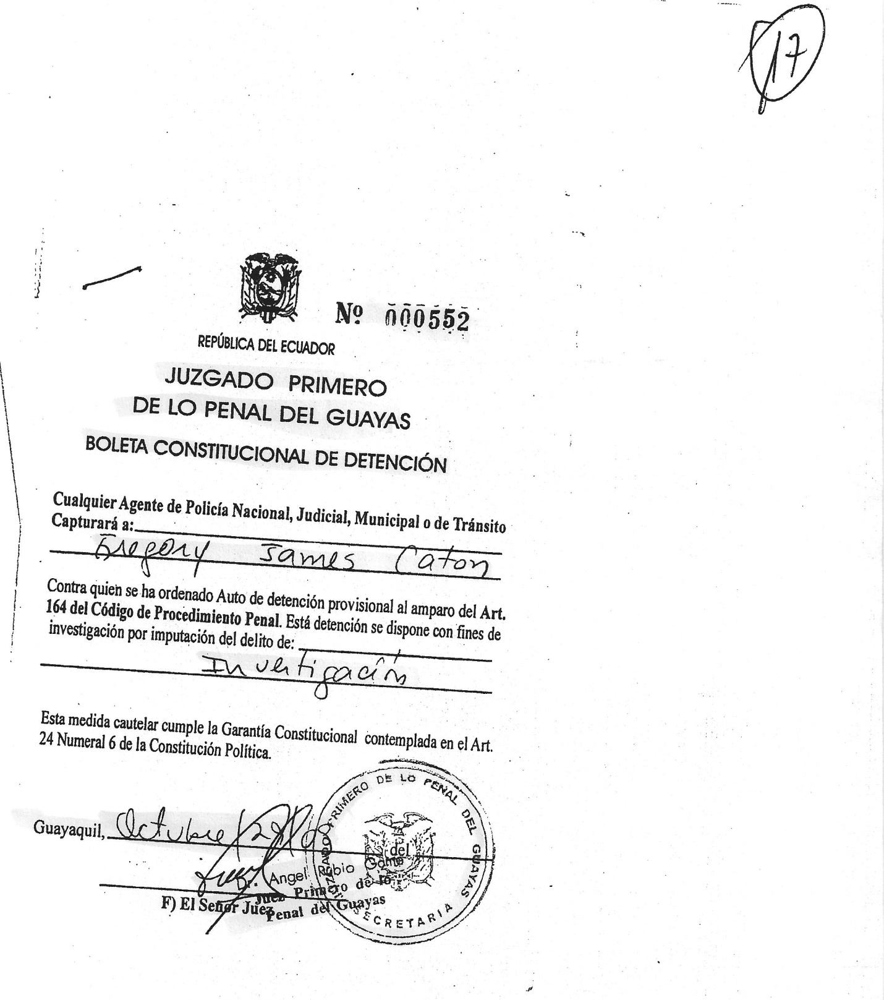 17
Nº 000552
REPÚBLICA DEL ECUADOR
JUZGADO PRIMERO
DE LO PENAL DEL GUAYAS
BOLETA CONSTITUCIONAL DE DETENCIÓN
Cualquier Agente de Policía Nacional, Judicial, Municipal o de Tránsito
Capturará a:
Gregory James Caton
Contra quien se ha ordenado Auto de detención provisional al amparo del Art.
164 del Código de Procedimiento Penal. Está detención se dispone con fines de
investigación por imputación del delito de:
Investigación
Esta medida cautelar cumple la Garantía Constitucional contemplada en el Art.
24 Numeral 6 de la Constitución Política.
Guayaquil, Octubre
Angel Rubio
Juez Primero de lo
Penal del Guayas
F) El Señor Juez
JUZGADO PRIMERO DE LO PENAL DEL GUAYAS
SECRETARIA